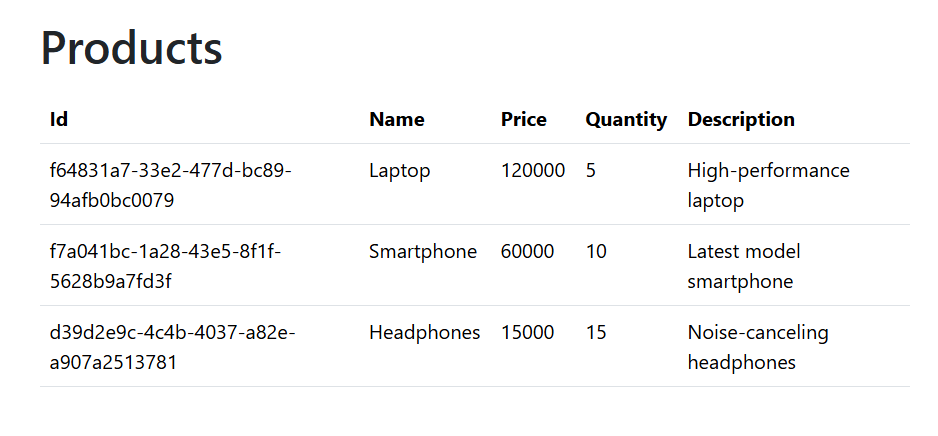 Products
Id Name Price Quantity Description
f64831a7-33e2-477d-bc89- Laptop 120000 5 High-performance
94afb0bc0079 laptop
f7a041bc-1a28-43e5-8f1f- Smartphone 60000 10 Latest model
5628b9a7fd3f smartphone
d39d2e9c-4c4b-4037-a82e- Headphones 15000 15 Noise-canceling
a907a2513781 headphones